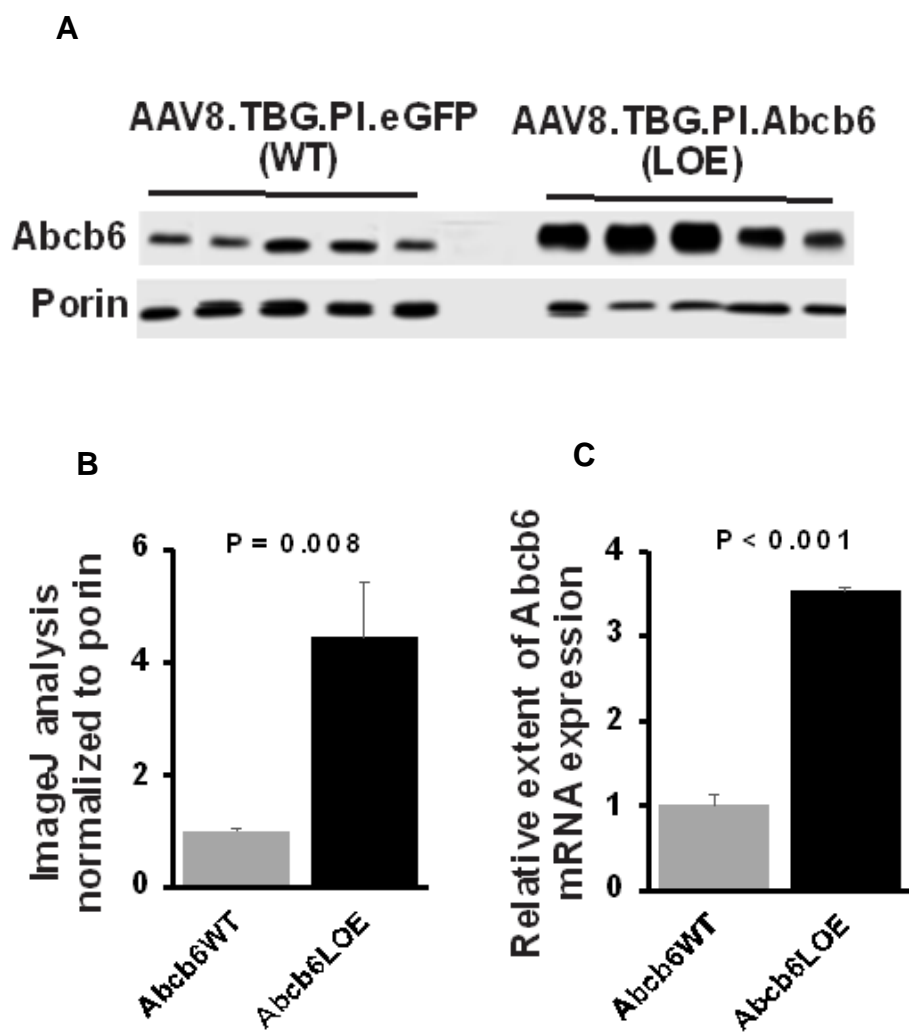 A
AAV8.TBG.PI.eGFP
(WT)
AAV8.TBG.PI.Abcb6
(LOE)
Abcb6
Porin
B
ImageJ analysis
normalized to porin
6
4
2
0
P = 0.008
Abcb6WT
Abcb6LOE
C
Relative extent of Abcb6
mRNA expression
4
3
2
1
0
P < 0.001
Abcb6WT
Abcb6LOE